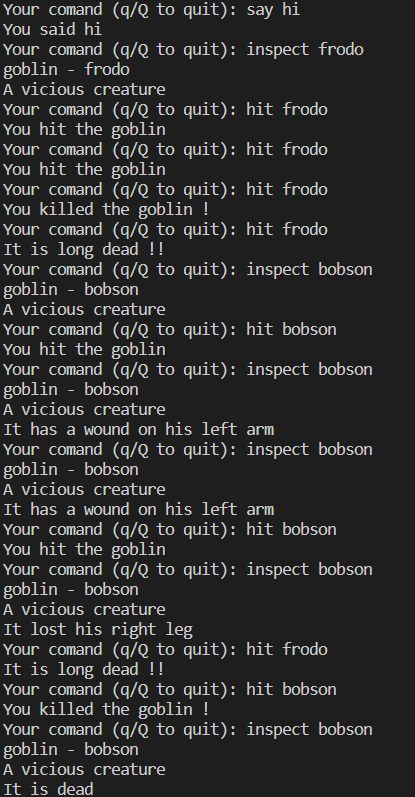 Your comand (q/Q to quit): say hi
You said hi
Your comand (q/Q to quit): inspect frodo
goblin - frodo
A vicious creature
Your comand (q/Q to quit): hit frodo
You hit the goblin
Your comand (q/Q to quit): hit frodo
You hit the goblin
Your comand (q/Q to quit): hit frodo
You killed the goblin !
Your comand (q/Q to quit): hit frodo
It is long dead !!
Your comand (q/Q to quit): inspect bobson
goblin - bobson
A vicious creature
Your comand (q/Q to quit): hit bobson
You hit the goblin
Your comand (q/Q to quit): inspect bobson
goblin - bobson
A vicious creature
It has a wound on his left arm
Your comand (q/Q to quit): inspect bobson
goblin - bobson
A vicious creature
It has a wound on his left arm
Your comand (q/Q to quit): hit bobson
You hit the goblin
Your comand (q/Q to quit): inspect bobson
goblin - bobson
A vicious creature
It lost his right leg
Your comand (q/Q to quit): hit frodo
It is long dead !!
Your comand (q/Q to quit): hit bobson
You killed the goblin !
Your comand (q/Q to quit): inspect bobson
goblin - bobson
A vicious creature
It is dead